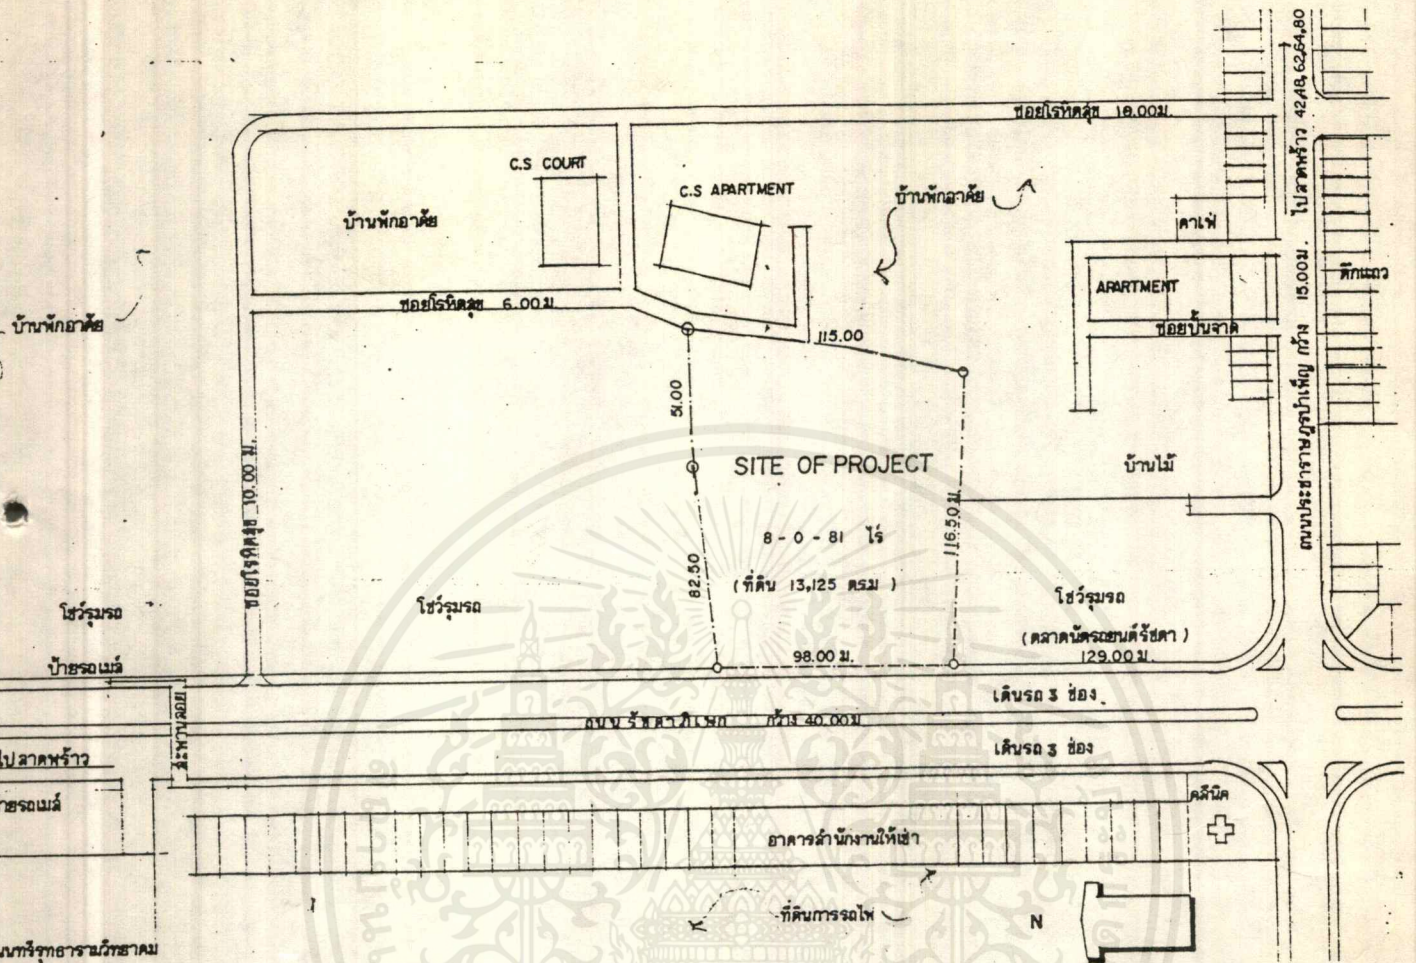 ซอยโรหิตสุข 10.00ม.
ไปลาดพร้าว 42,48,62,64,80
C.S COURT
C.S APARTMENT
บ้านพักอาศัย
บ้านพักอาศัย
คาเฟ่
ตึกแถว
APARTMENT
ซอยโรหิตสุข 6.00ม.
บ้านพักอาศัย
ซอยปั้นจาด
115.00
51.00
ถนนประชาราษฎรบำเพ็ญ กว้าง 15.00ม.
SITE OF PROJECT
บ้านไม้
ซอยโรหิตสุข 10.00 ม.
8-0-81 ไร่
116.50 ม.
82.50
(ที่ดิน 13,125 ตรม)
โชว์รูมรถ
โชว์รูมรถ
โชว์รูมรถ
(ตลาดนัดรถยนต์รัชดา)
98.00 ม.
129.00 ม.
ป้ายรถเมล์
เดินรถ 3 ช่อง
สะพานลอย
ถนนรัชดาภิเษก กว้าง 40.00ม
เดินรถ 3 ช่อง
ไปลาดพร้าว
ายรถเมล์
คลีนิค
อาคารสำนักงานให้เช่า
ที่ดินการรถไฟ
N